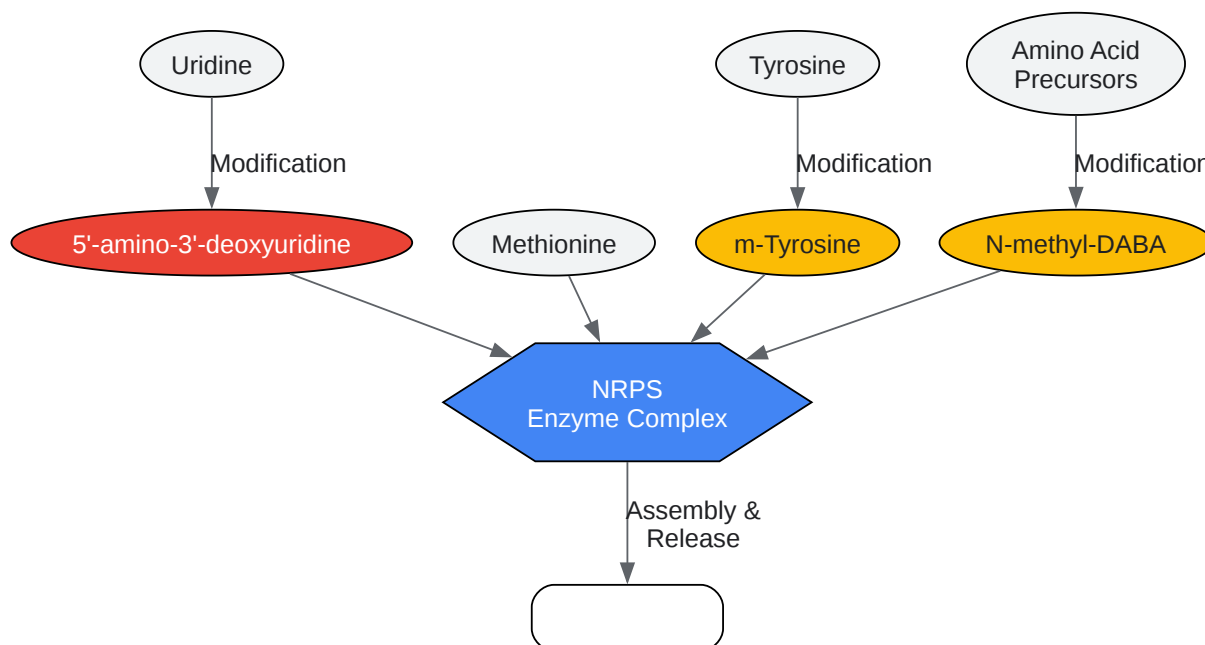 Uridine
Tyrosine
Amino Acid
Precursors
Modification
Modification
Modification
5'-amino-3'-deoxyuridine
Methionine
m-Tyrosine
N-methyl-DABA
NRPS
Enzyme Complex
Assembly &
Release